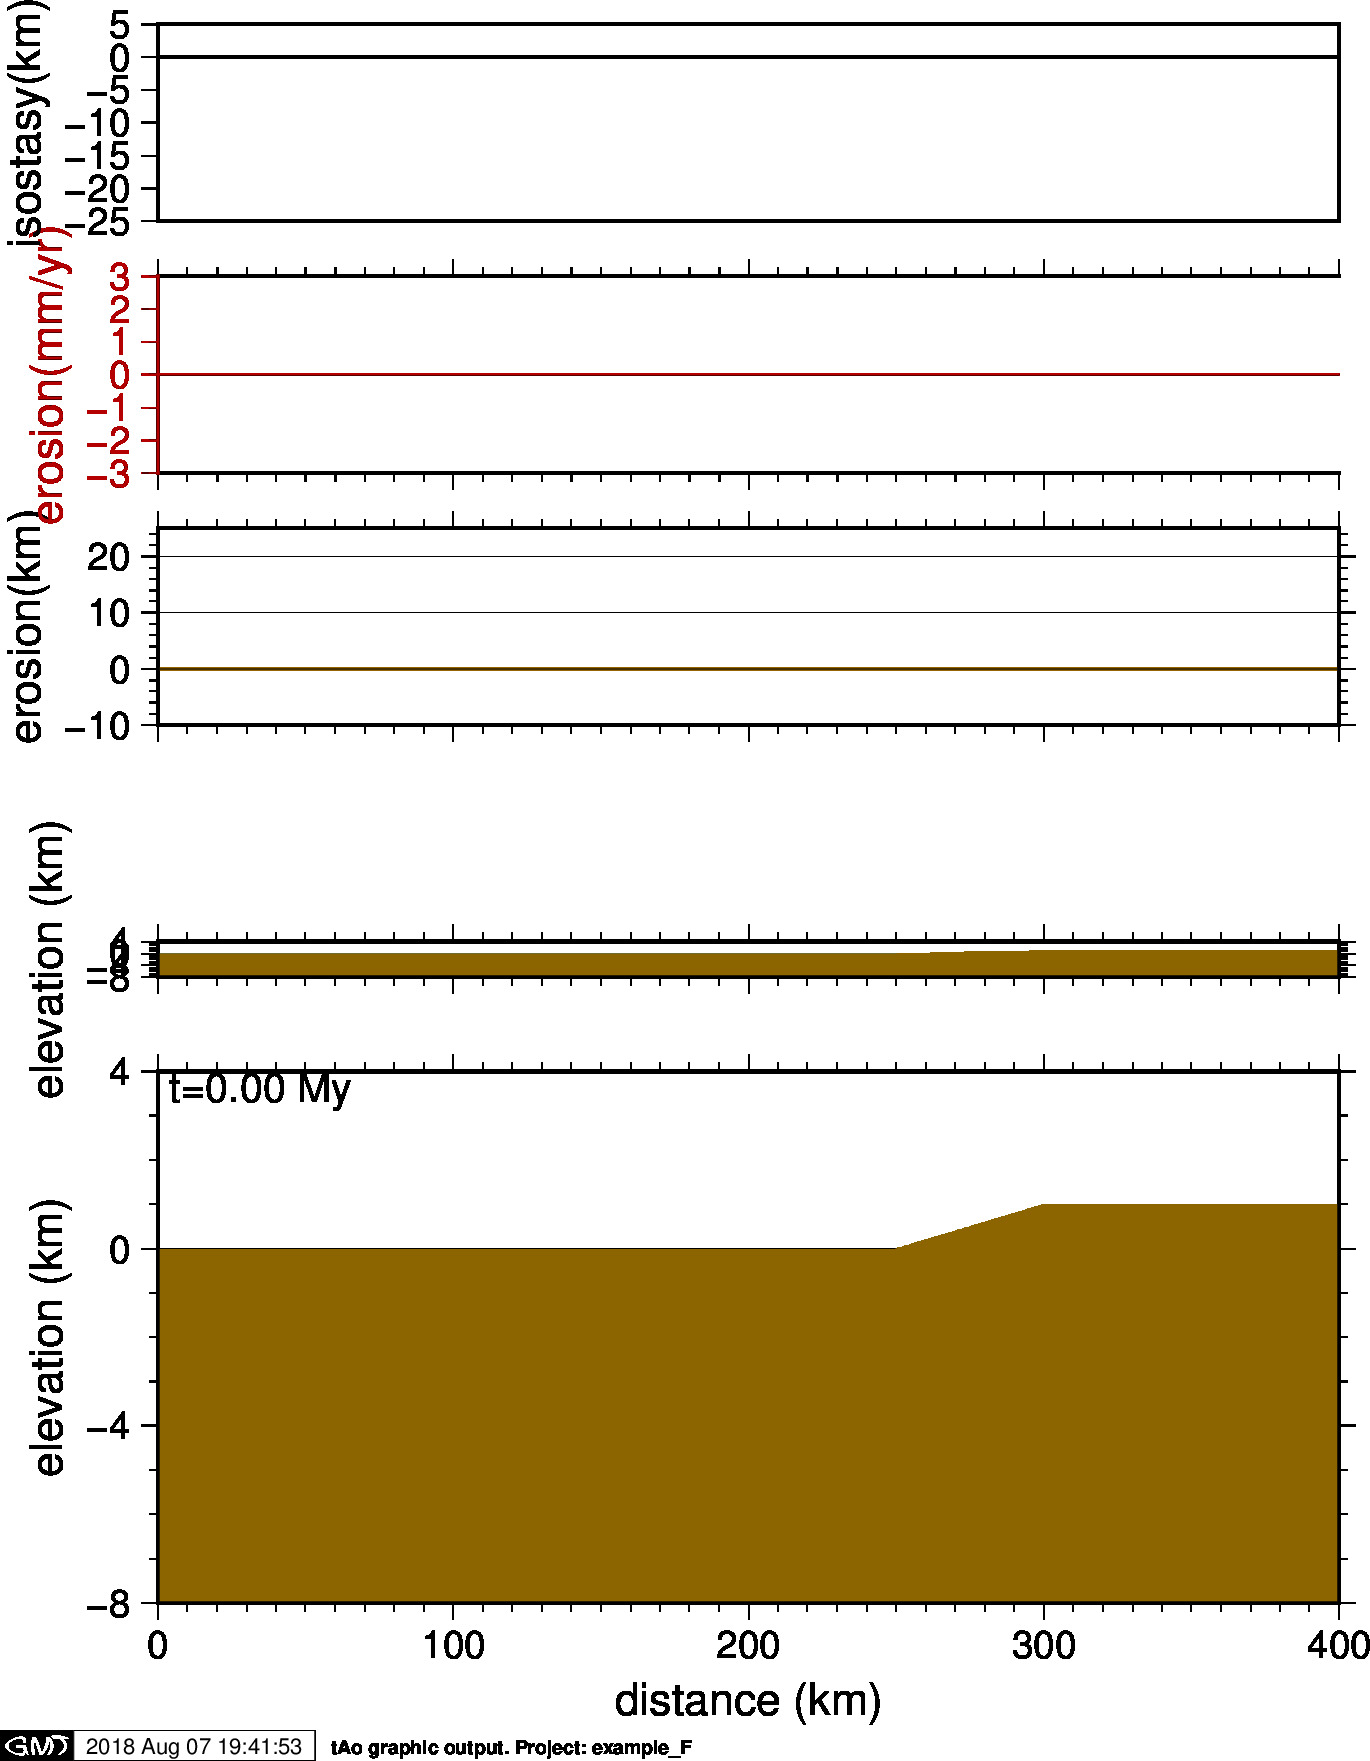 isostasy(km)
5
0
−5
−10
−15
−20
−25
erosion(mm/yr)
3
2
1
0
−1
−2
−3
erosion(km)
20
10
0
−10
elevation (km)
4
0
−8
elevation (km)
4
0
−4
−8
t=0.00 My
0 100 200 300 400
distance (km)
GMT 2018 Aug 07 19:41:53 tAo graphic output. Project: example_F